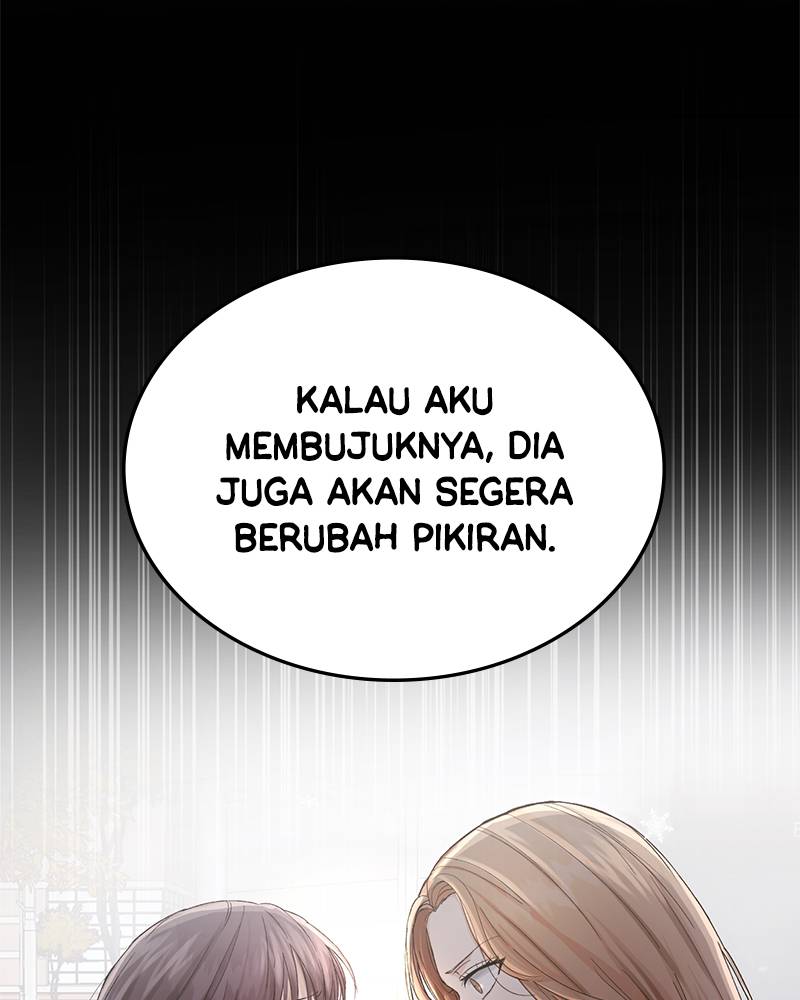 KALAU AKU
MEMBUJUKNYA, DIA
JUGA AKAN SEGERA
BERUBAH PIKIRAN.